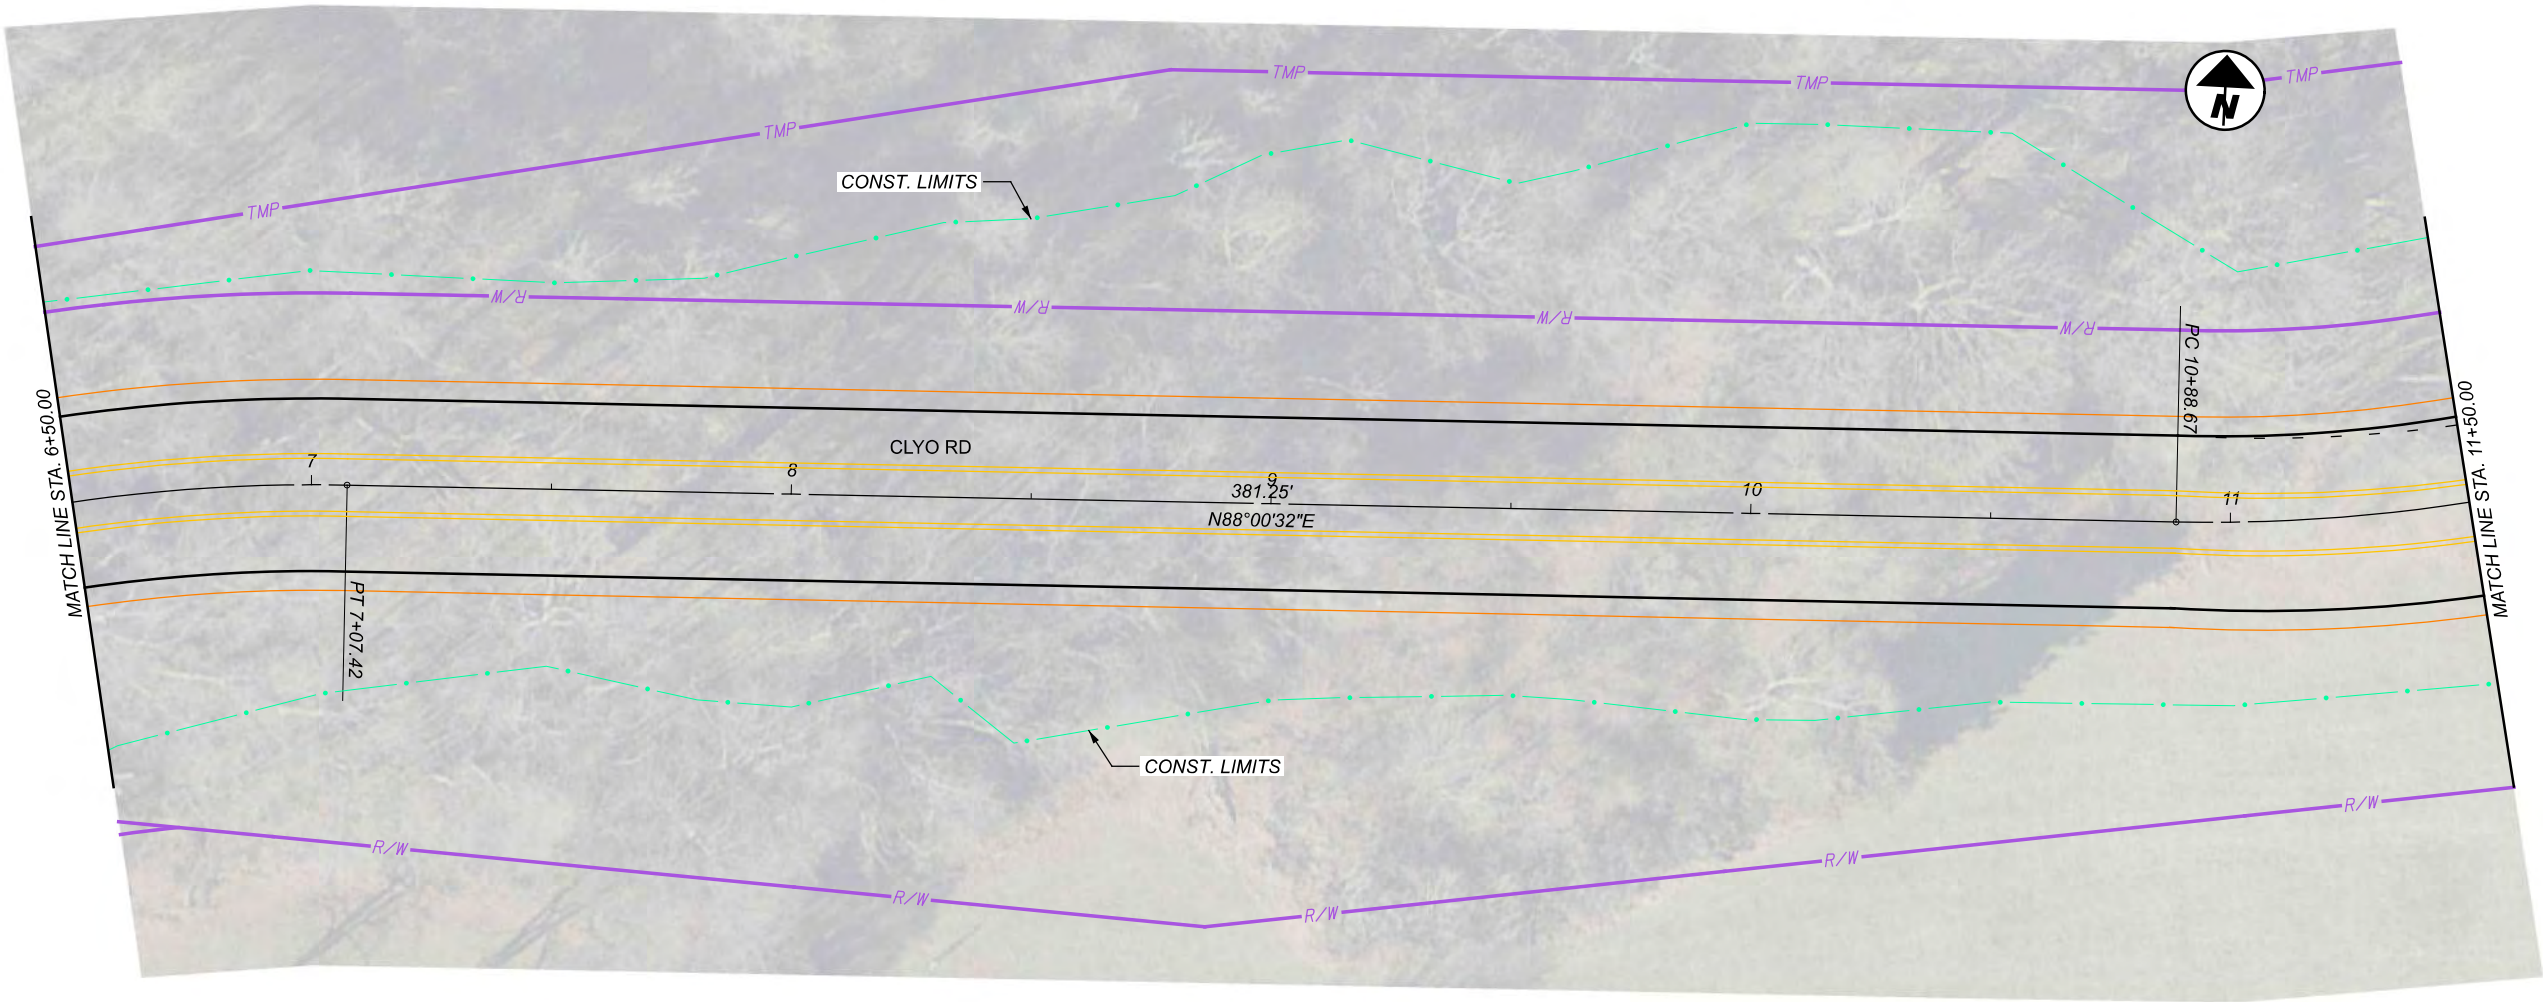 TMP
TMP
TMP
TMP
TMP
N
CONST. LIMITS
R/W
R/W
R/W
R/W
PC 10+88.67
MATCH LINE STA. 6+50.00
MATCH LINE STA. 11+50.00
CLYO RD
7
8
9
10
11
381.25'
N88°00'32"E
PT 7+07.42
CONST. LIMITS
R/W
R/W
R/W
R/W
R/W